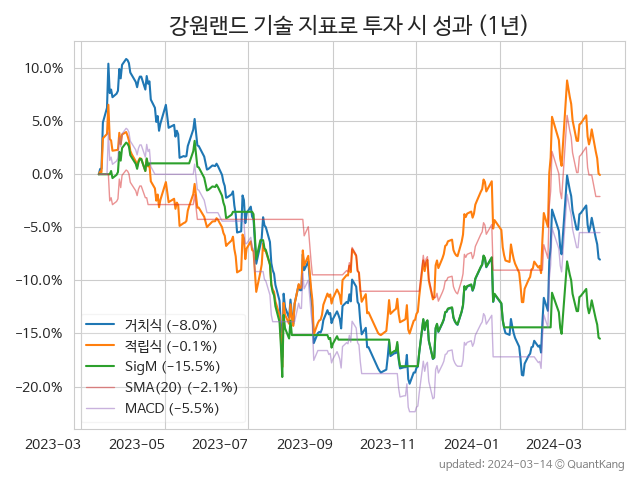 강원랜드 기술 지표로 투자 시 성과 (1년)
10.0%
5.0%
0.0%
−5.0%
−10.0%
−15.0%
−20.0%
거치식 (−8.0%)
적립식 (−0.1%)
SigM (−15.5%)
SMA(20) (−2.1%)
MACD (−5.5%)
2023−03 2023−05 2023−07 2023−09 2023−11 2024−01 2024−03
updated: 2024-03-14 © QuantKang